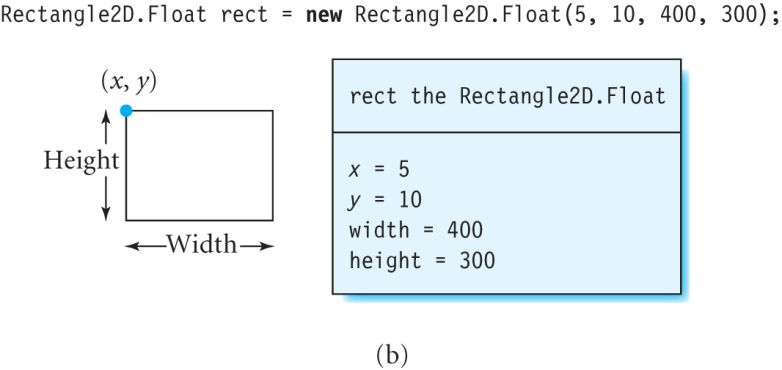 Rectangle2D.Float rect = new Rectangle2D.Float(5, 10, 400, 300);
(x, y)
Height
Width
rect the Rectangle2D.Float
x = 5
y = 10
width = 400
height = 300
(b)